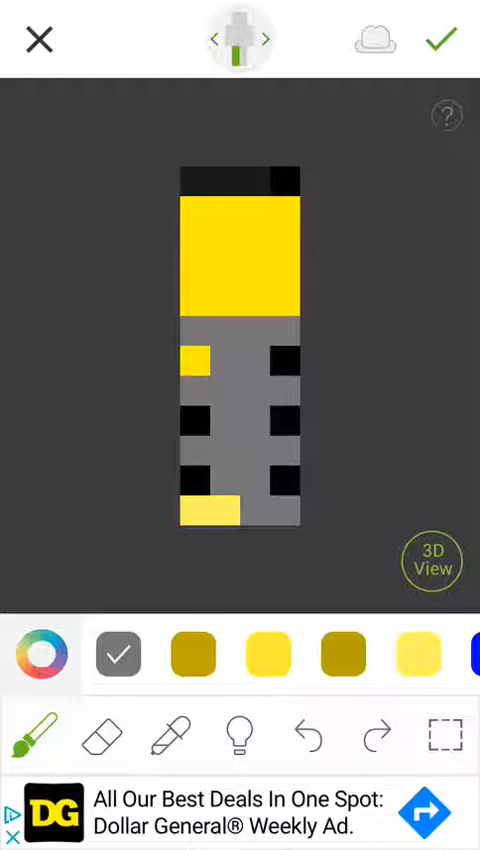 ?
3D
View
DG
All Our Best Deals In One Spot:
Dollar General® Weekly Ad.